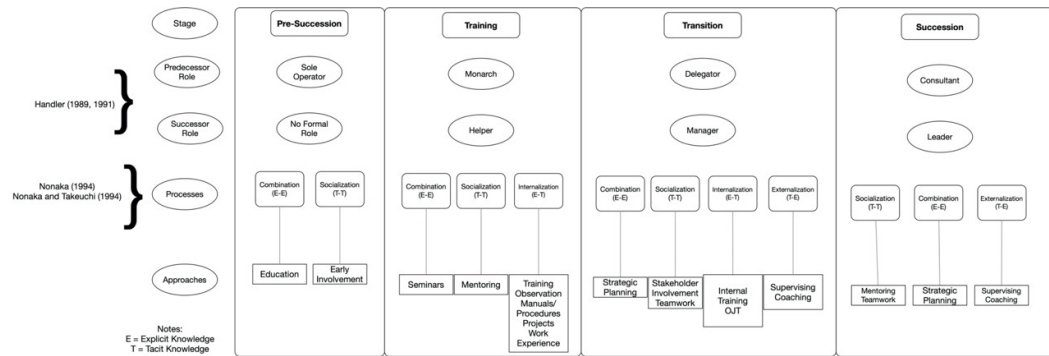 Stage
Pre-Succession
Training
Transition
Succession
Handler (1989, 1991)
Predecessor
Role
Sole
Operator
Monarch
Delegator
Consultant
Successor
Role
No Formal
Role
Helper
Manager
Leader
Nonaka (1994)
Nonaka and Takeuchi (1994)
Processes
Combination
(E-E)
Socialization
(T-T)
Combination
(E-E)
Socialization
(T-T)
Internalization
(E-T)
Combination
(E-E)
Socialization
(T-T)
Internalization
(E-T)
Externalization
(T-E)
Socialization
(T-T)
Combination
(E-E)
Externalization
(T-E)
Approaches
Education
Early
Involvement
Seminars
Mentoring
Training
Observation
Manuals/
Procedures
Projects
Work
Experience
Strategic
Planning
Stakeholder
Involvement
Teamwork
Internal
Training
OJT
Supervising
Coaching
Mentoring
Teamwork
Strategic
Planning
Supervising
Coaching
Notes:
E = Explicit Knowledge
T = Tacit Knowledge